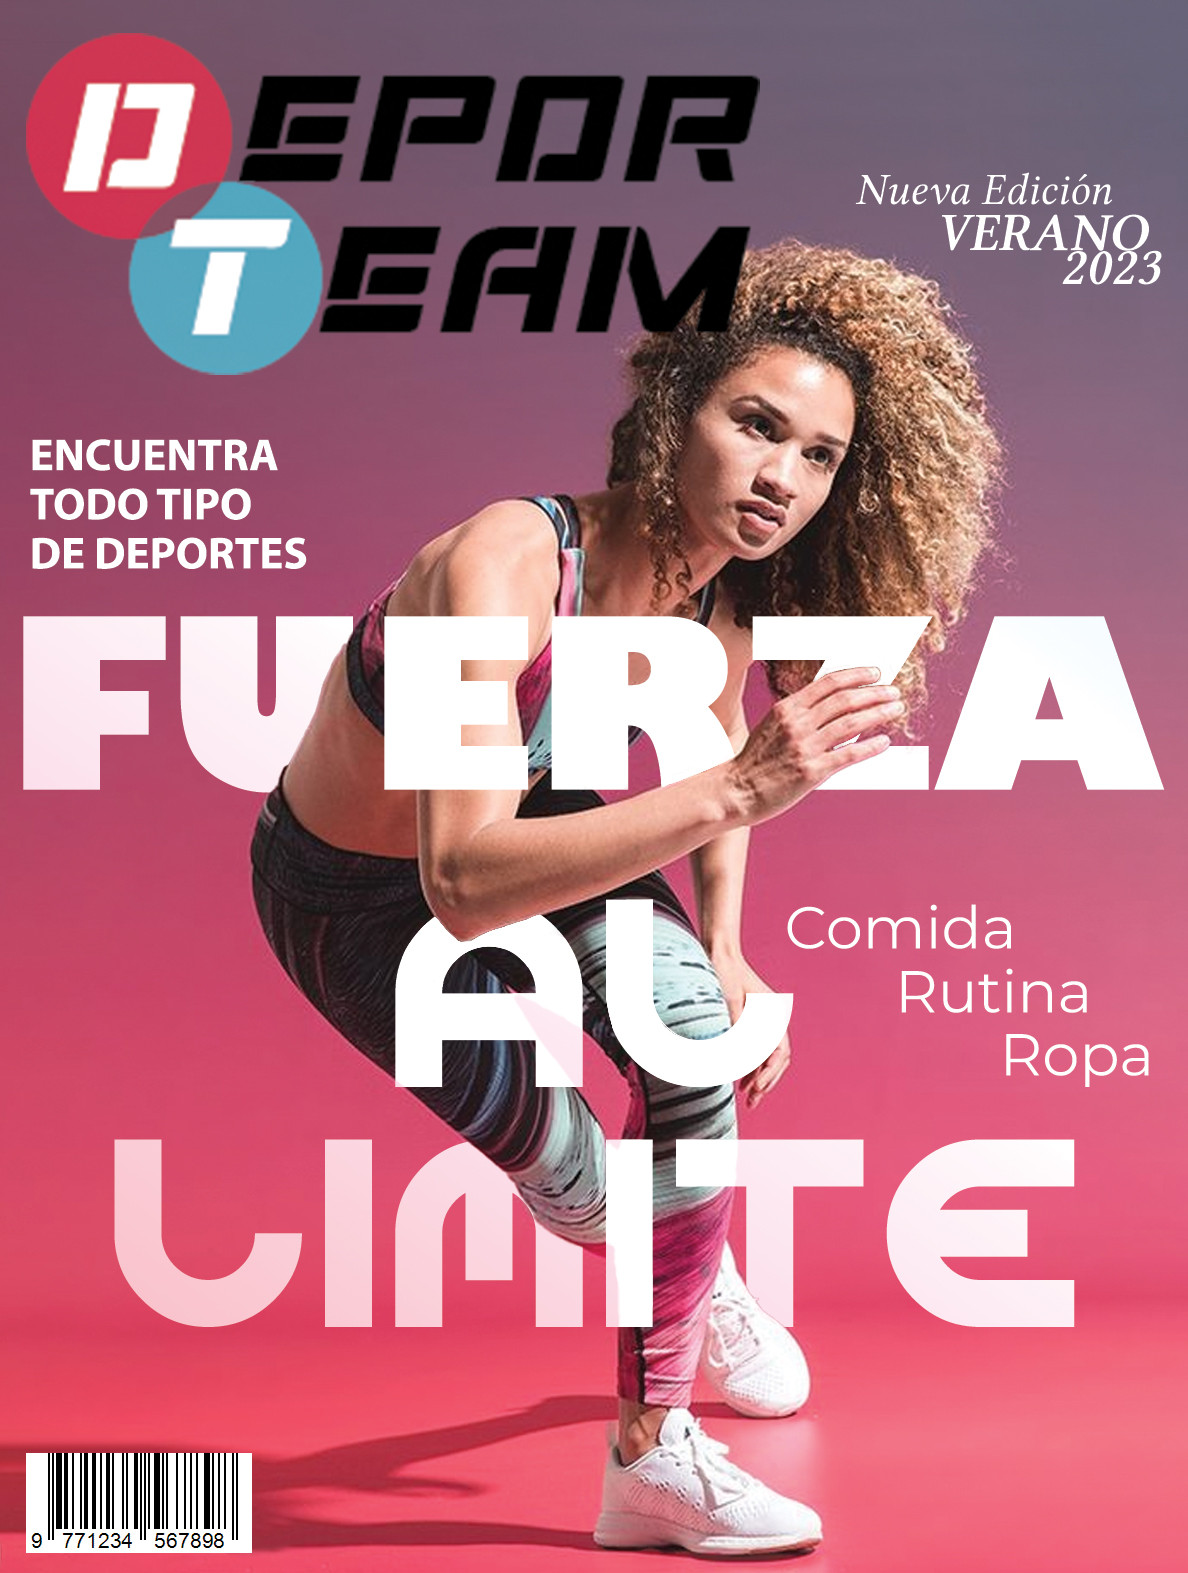 DEPOR
TEAM
Nueva Edición
VERANO
2023
ENCUENTRA
TODO TIPO
DE DEPORTES
FUERZA
AL
Comida
Rutina
Ropa
LIMITE
9 771234 567898